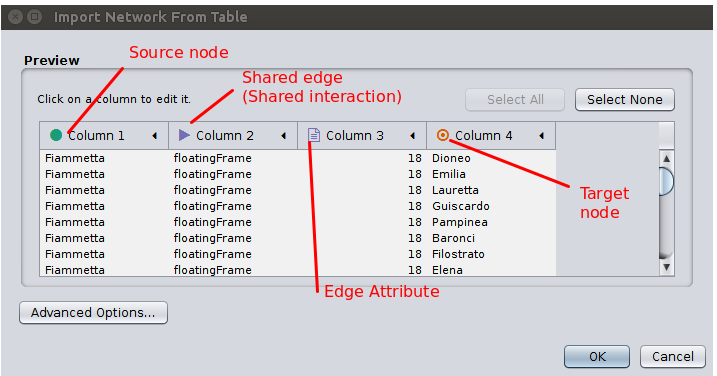 Import Network From Table
Source node
Preview
Shared edge
(Shared interaction)
Click on a column to edit it.
Select All
Select None
Column 1 Column 2 Column 3 Column 4
Fiammetta floatingFrame 18 Dioneo
Fiammetta floatingFrame 18 Emilia
Fiammetta floatingFrame 18 Lauretta
Fiammetta floatingFrame 18 Guiscardo
Fiammetta floatingFrame 18 Pampinea
Fiammetta floatingFrame 18 Baronci
Fiammetta floatingFrame 18 Filostrato
Fiammetta floatingFrame 18 Elena
Target
node
Edge Attribute
Advanced Options...
OK
Cancel